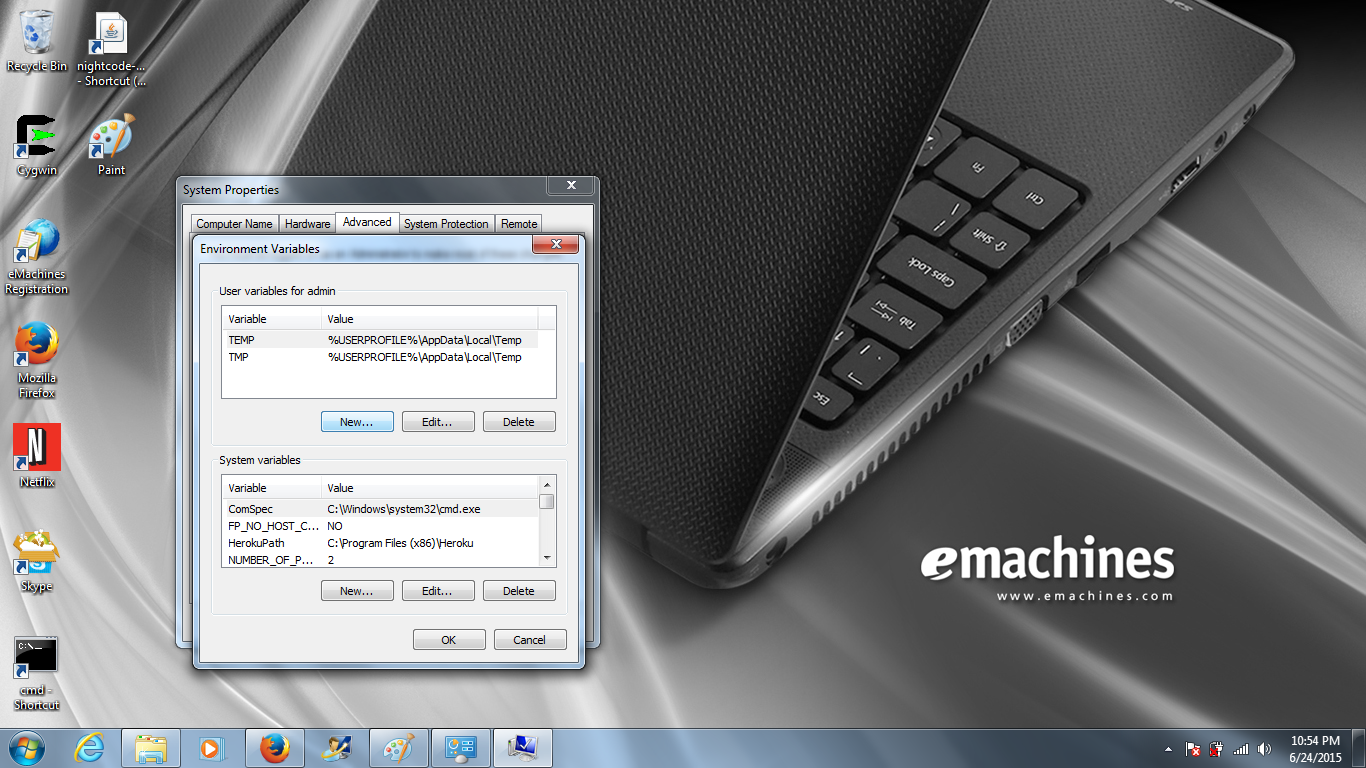 Recycle Bin
nightcode-...
- Shortcut (...
Cygwin
Paint
eMachines
Registration
Mozilla
Firefox
Netflix
Skype
C:\_
cmd -
Shortcut
System Properties
Computer Name Hardware Advanced System Protection Remote
Environment Variables
User variables for admin
Variable Value
TEMP %USERPROFILE%\AppData\Local\Temp
TMP %USERPROFILE%\AppData\Local\Temp
New... Edit... Delete
System variables
Variable Value
ComSpec C:\Windows\system32\cmd.exe
FP_NO_HOST_C... NO
HerokuPath C:\Program Files (x86)\Heroku
NUMBER_OF_P... 2
New... Edit... Delete
OK Cancel
Fn
Ctrl
Shift
Caps Lock
Tab
Esc
emachines
www.emachines.com
10:54 PM
6/24/2015